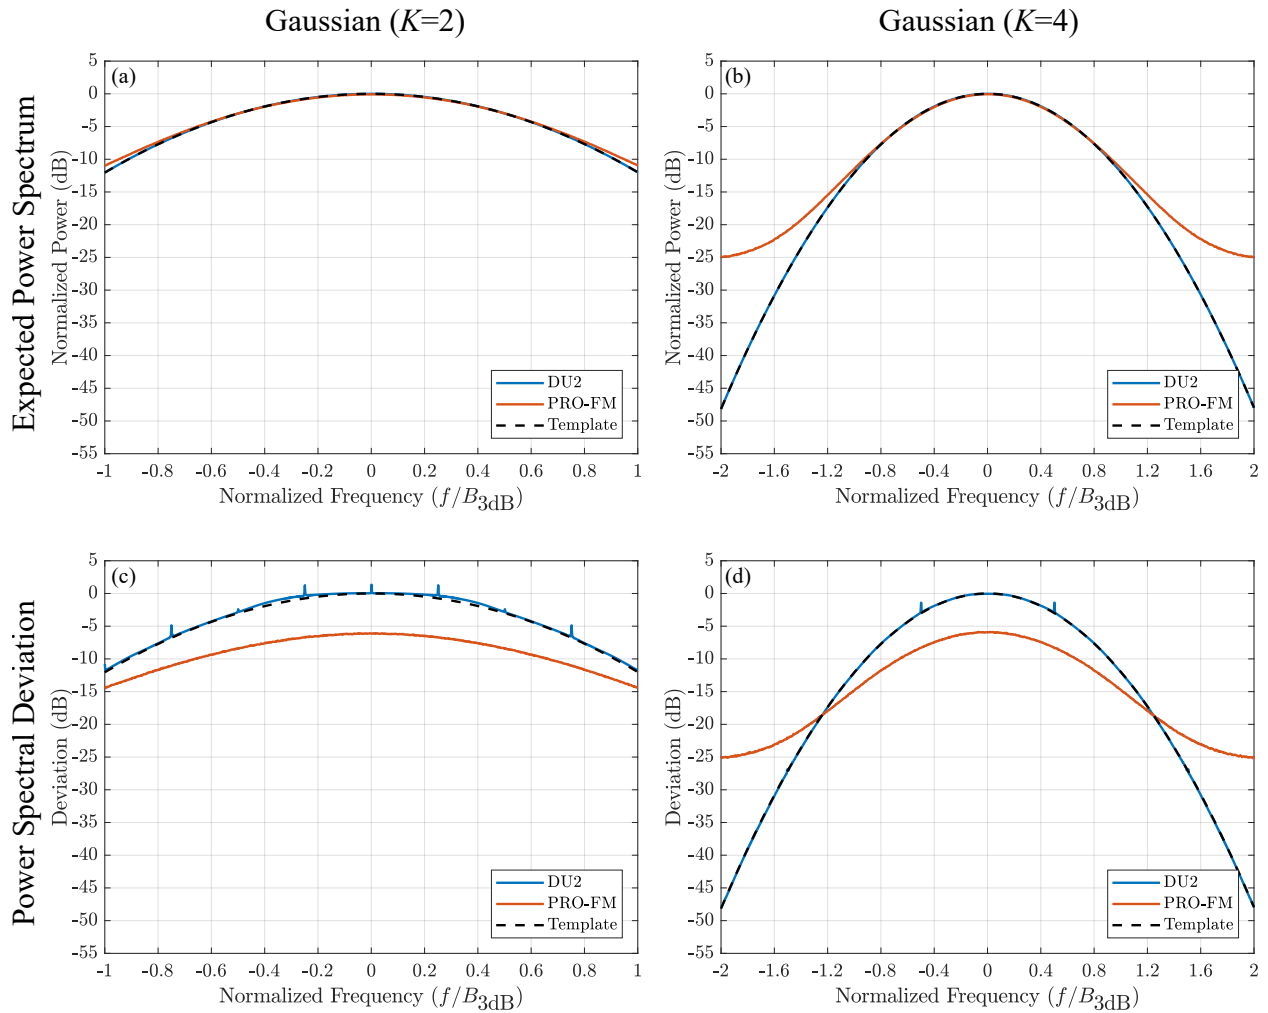 Gaussian (K=2)
Gaussian (K=4)
Expected Power Spectrum
(a)
Normalized Power (dB)
5
0
-5
-10
-15
-20
-25
-30
-35
-40
-45
-50
-55
DU2
PRO-FM
Template
-1 -0.8 -0.6 -0.4 -0.2 0 0.2 0.4 0.6 0.8 1
Normalized Frequency (f/B3dB)
(b)
Normalized Power (dB)
5
0
-5
-10
-15
-20
-25
-30
-35
-40
-45
-50
-55
DU2
PRO-FM
Template
-2 -1.6 -1.2 -0.8 -0.4 0 0.4 0.8 1.2 1.6 2
Normalized Frequency (f/B3dB)
Power Spectral Deviation
(c)
Deviation (dB)
5
0
-5
-10
-15
-20
-25
-30
-35
-40
-45
-50
-55
DU2
PRO-FM
Template
-1 -0.8 -0.6 -0.4 -0.2 0 0.2 0.4 0.6 0.8 1
Normalized Frequency (f/B3dB)
(d)
Deviation (dB)
5
0
-5
-10
-15
-20
-25
-30
-35
-40
-45
-50
-55
DU2
PRO-FM
Template
-2 -1.6 -1.2 -0.8 -0.4 0 0.4 0.8 1.2 1.6 2
Normalized Frequency (f/B3dB)